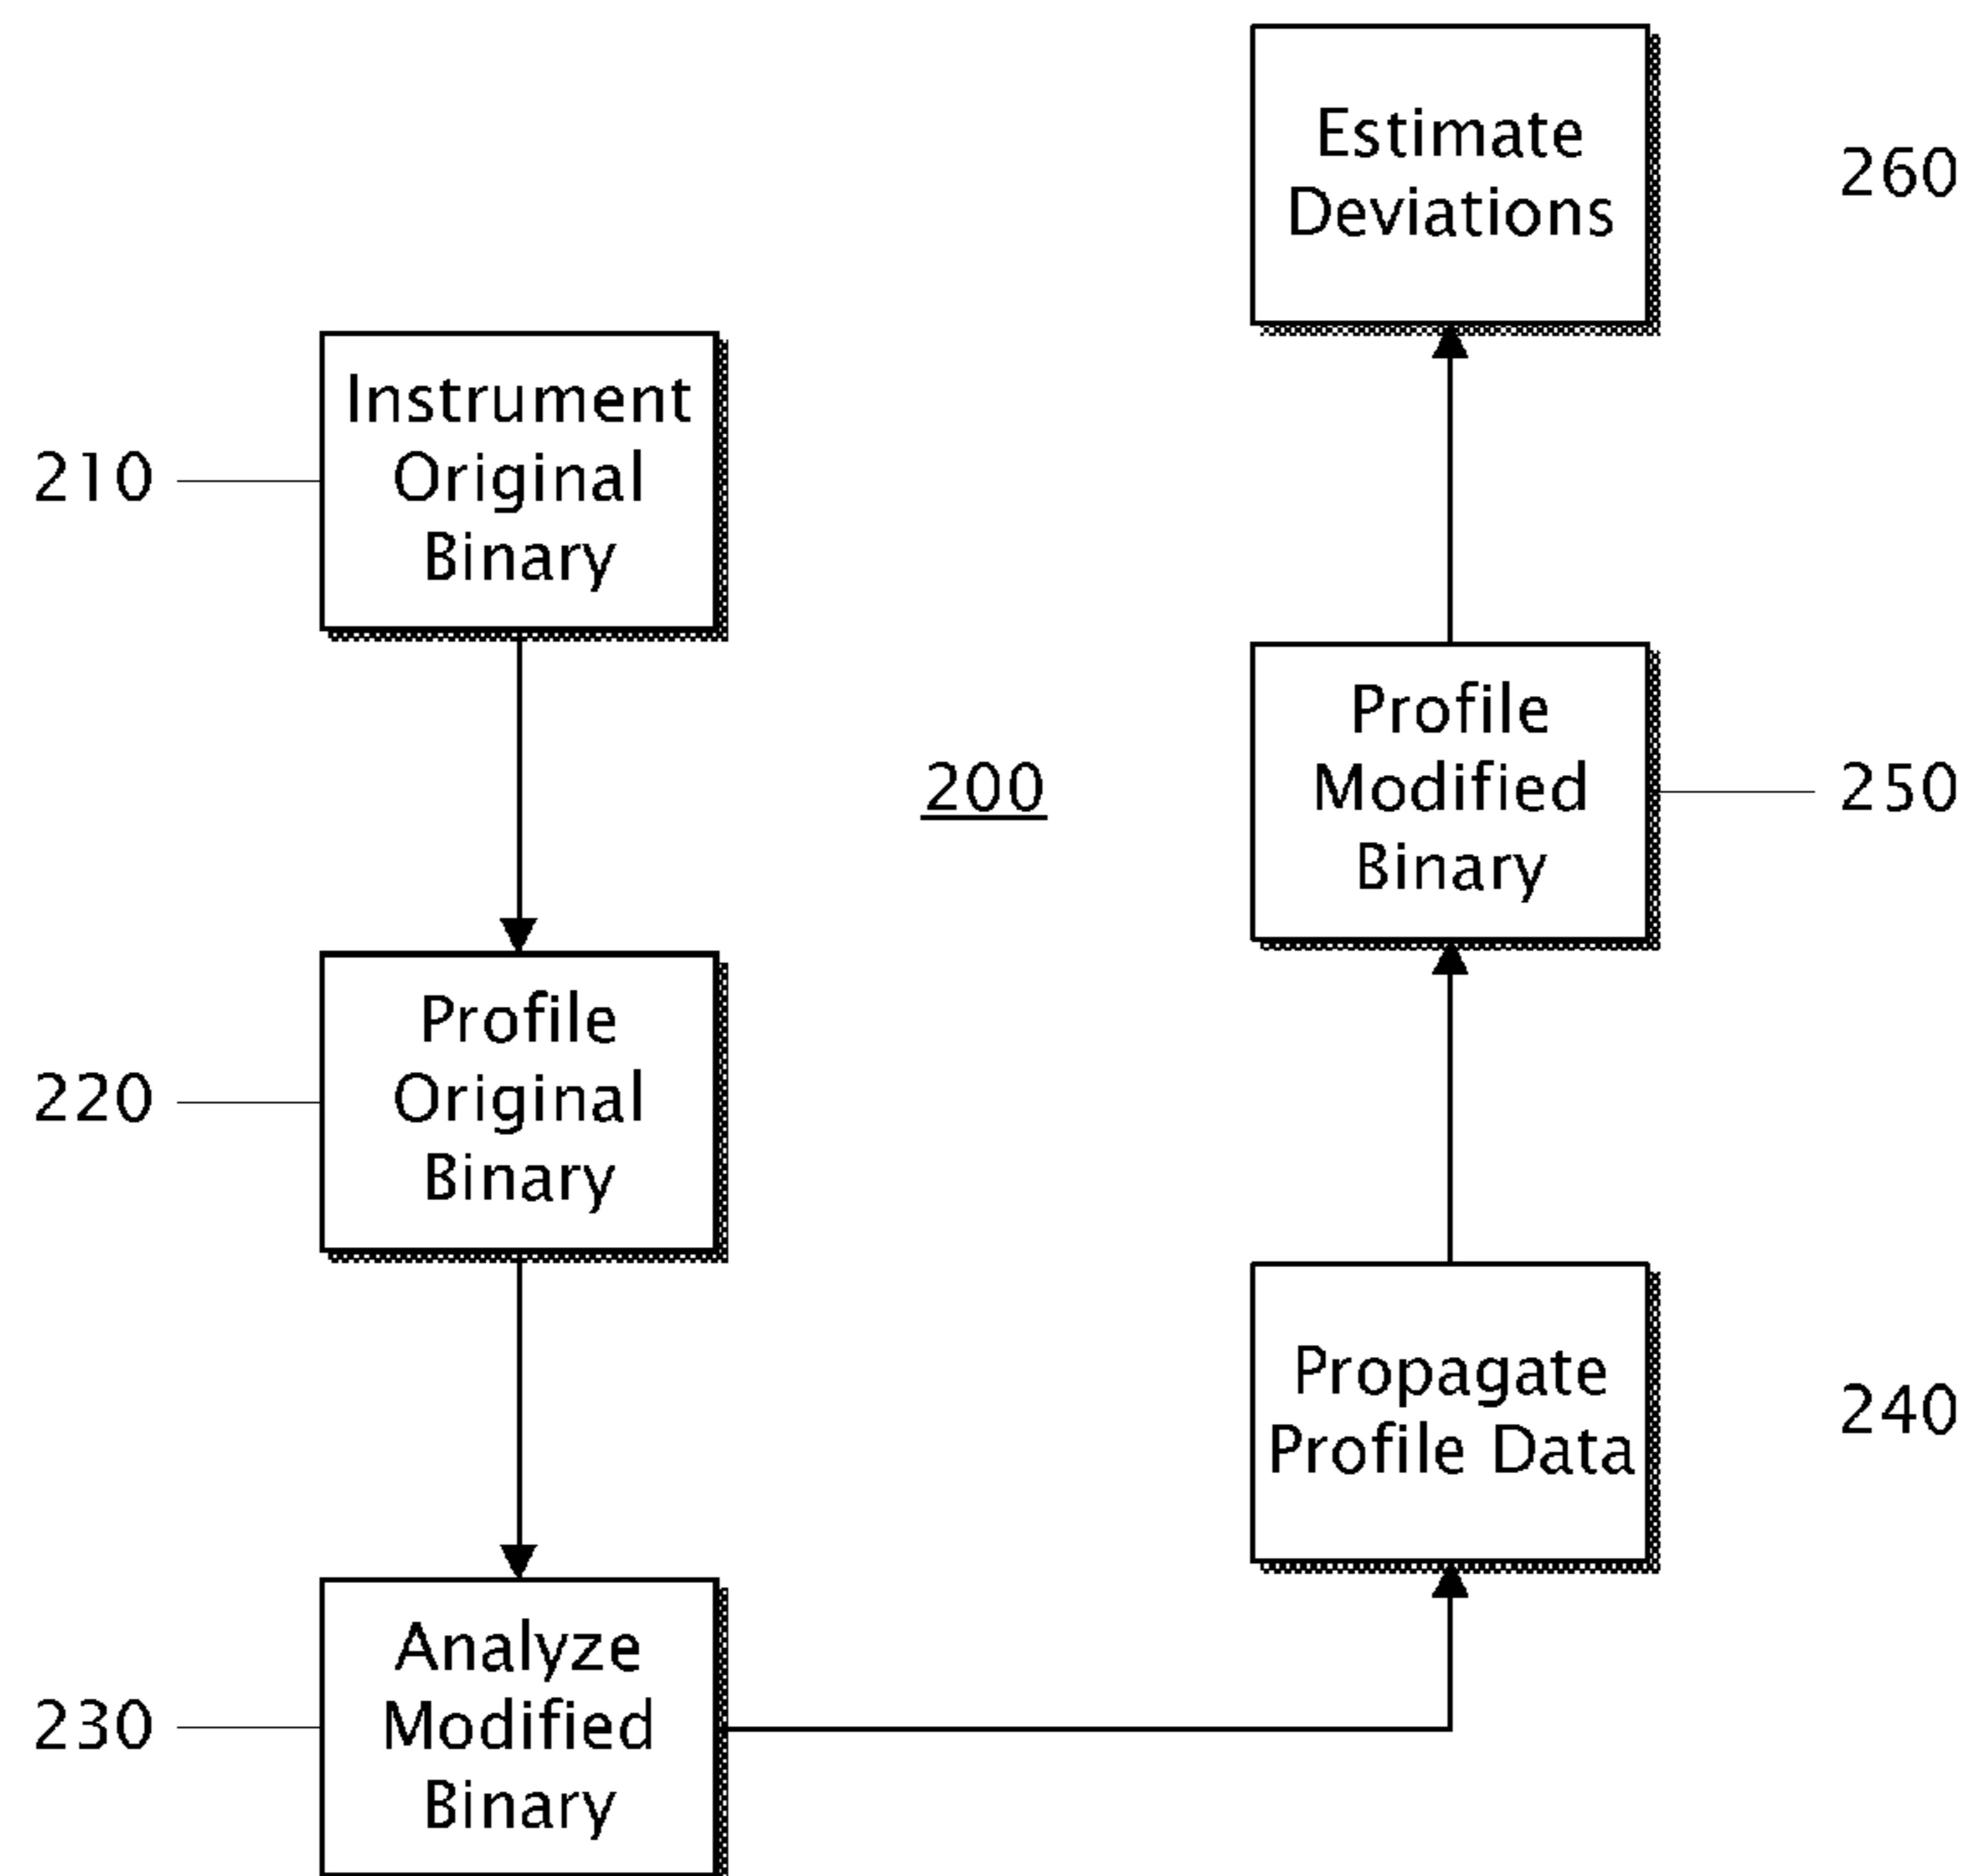 210
Instrument
Original
Binary
220
Profile
Original
Binary
230
Analyze
Modified
Binary
200
240
Propagate
Profile Data
250
Profile
Modified
Binary
260
Estimate
Deviations